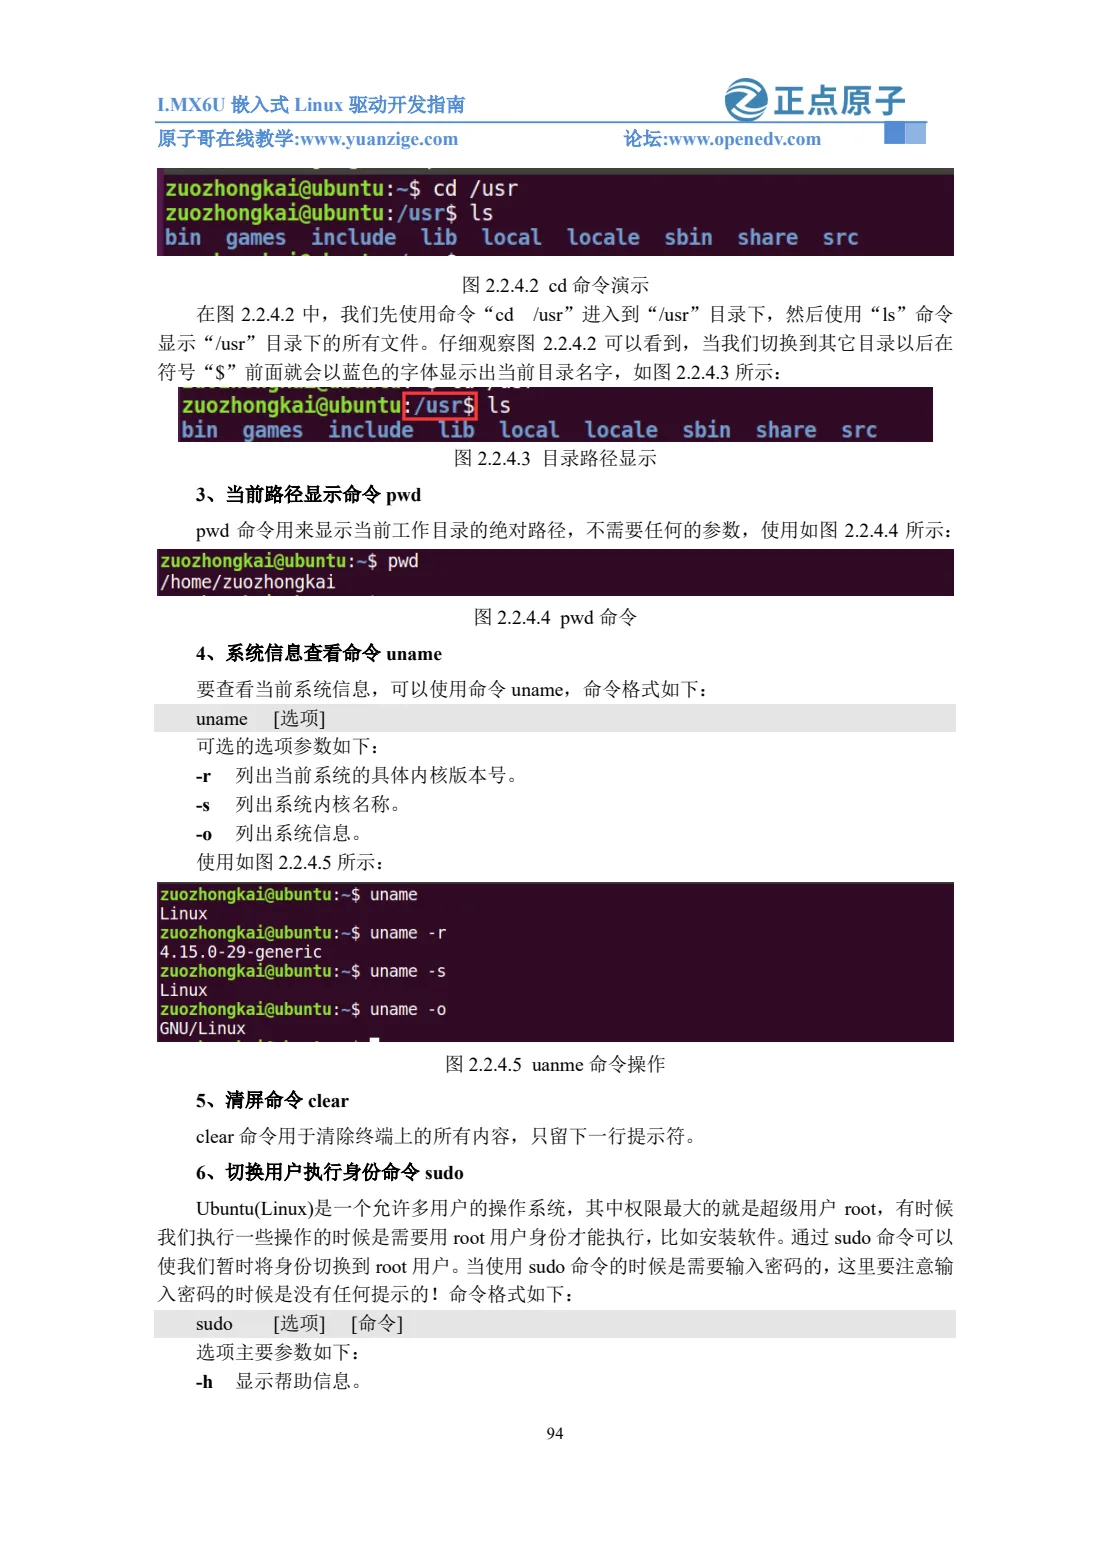 I.MX6U 嵌入式 Linux 驱动开发指南
正点原子
原子哥在线教学:www.yuanzige.com 论坛:www.openedv.com
zuozhongkai@ubuntu:~$ cd /usr
zuozhongkai@ubuntu:/usr$ ls
bin games include lib local locale sbin share src
图 2.2.4.2 cd 命令演示
在图 2.2.4.2 中，我们先使用命令“cd /usr”进入到“/usr”目录下，然后使用“ls”命令
显示“/usr”目录下的所有文件。仔细观察图 2.2.4.2 可以看到，当我们切换到其它目录以后在
符号“$”前面就会以蓝色的字体显示出当前目录名字，如图 2.2.4.3 所示：
zuozhongkai@ubuntu:/usr$ ls
bin games include lib local locale sbin share src
图 2.2.4.3 目录路径显示
3、当前路径显示命令 pwd
pwd 命令用来显示当前工作目录的绝对路径，不需要任何的参数，使用如图 2.2.4.4 所示：
zuozhongkai@ubuntu:~$ pwd
/home/zuozhongkai
图 2.2.4.4 pwd 命令
4、系统信息查看命令 uname
要查看当前系统信息，可以使用命令 uname，命令格式如下：
uname [选项]
可选的选项参数如下：
-r 列出当前系统的具体内核版本号。
-s 列出系统内核名称。
-o 列出系统信息。
使用如图 2.2.4.5 所示：
zuozhongkai@ubuntu:~$ uname
Linux
zuozhongkai@ubuntu:~$ uname -r
4.15.0-29-generic
zuozhongkai@ubuntu:~$ uname -s
Linux
zuozhongkai@ubuntu:~$ uname -o
GNU/Linux
图 2.2.4.5 uanme 命令操作
5、清屏命令 clear
clear 命令用于清除终端上的所有内容，只留下一行提示符。
6、切换用户执行身份命令 sudo
Ubuntu(Linux)是一个允许多用户的操作系统，其中权限最大的就是超级用户 root，有时候
我们执行一些操作的时候是需要用 root 用户身份才能执行，比如安装软件。通过 sudo 命令可以
使我们暂时将身份切换到 root 用户。当使用 sudo 命令的时候是需要输入密码的，这里要注意输
入密码的时候是没有任何提示的！命令格式如下：
sudo [选项] [命令]
选项主要参数如下：
-h 显示帮助信息。
94